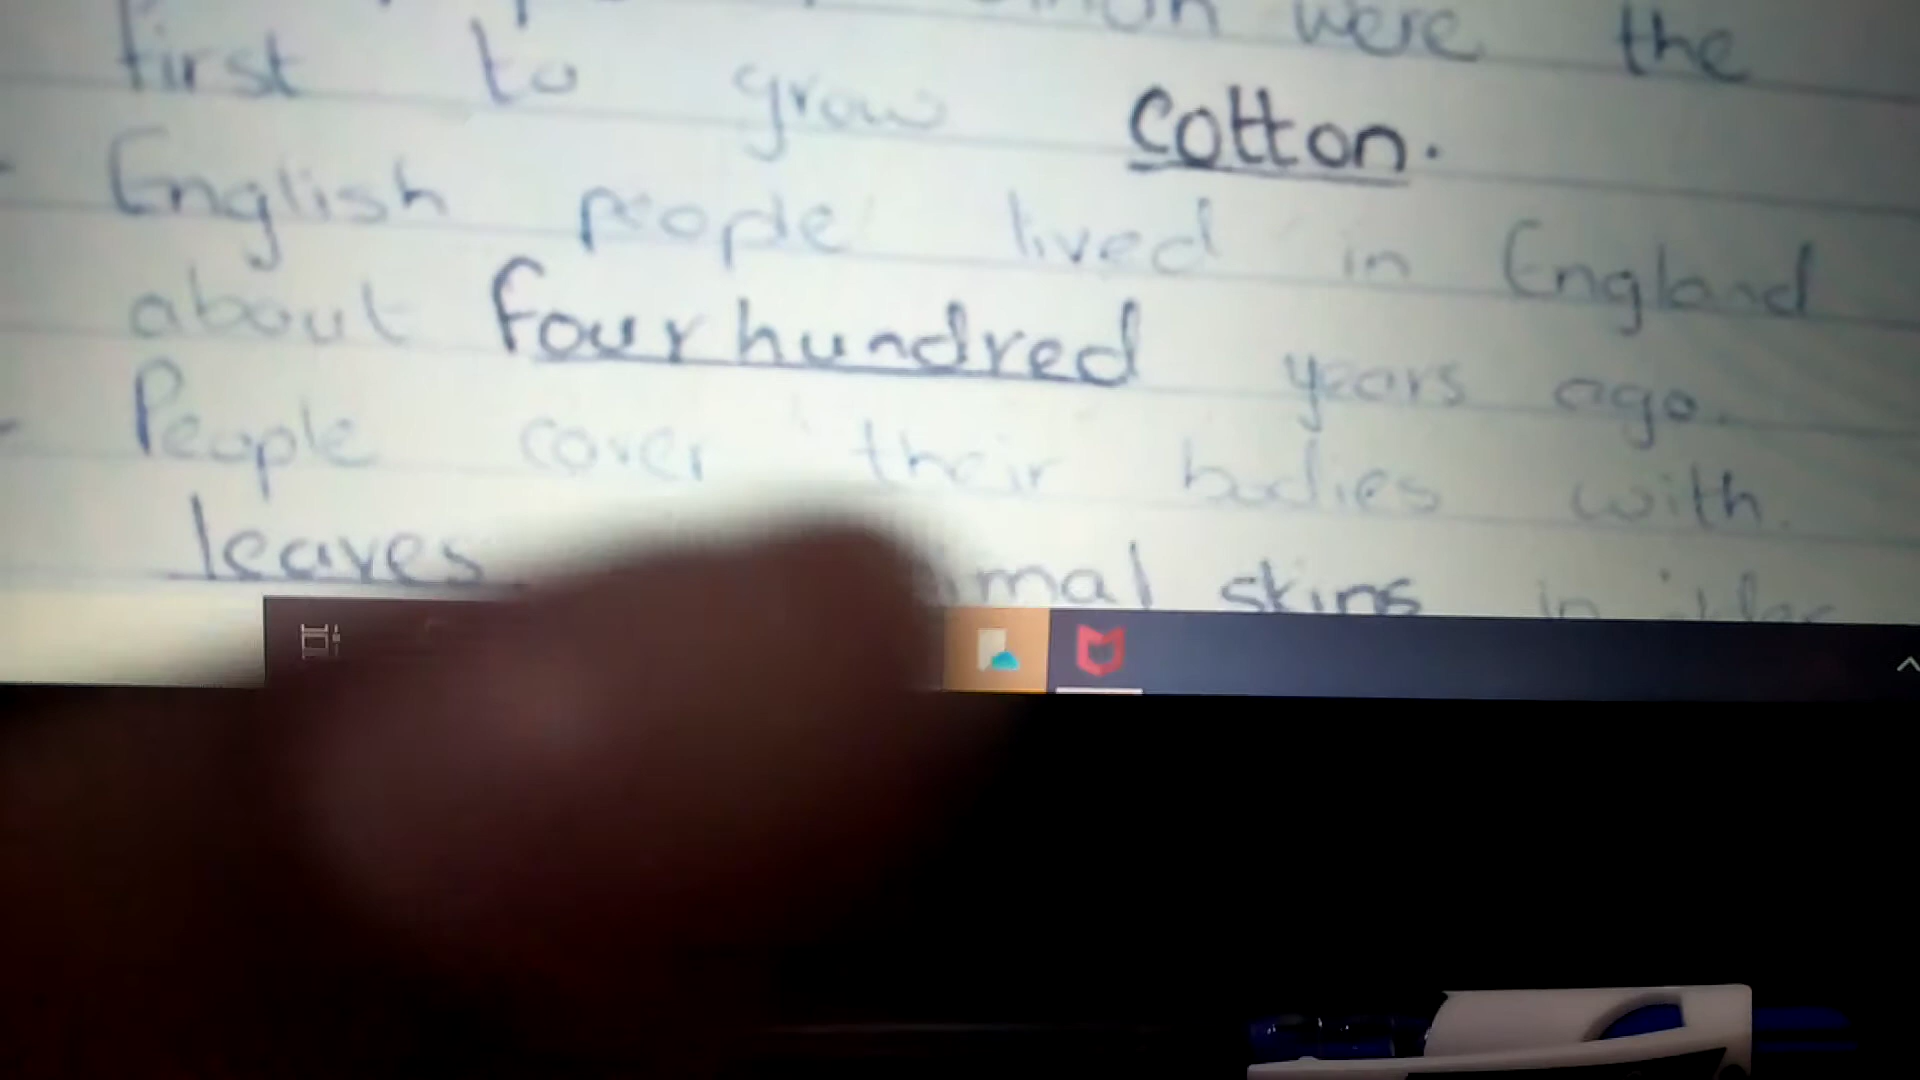 were the
first to grow cotton.
- English people lived in England
about four hundred years ago.
- People cover their bodies with
leaves skins in